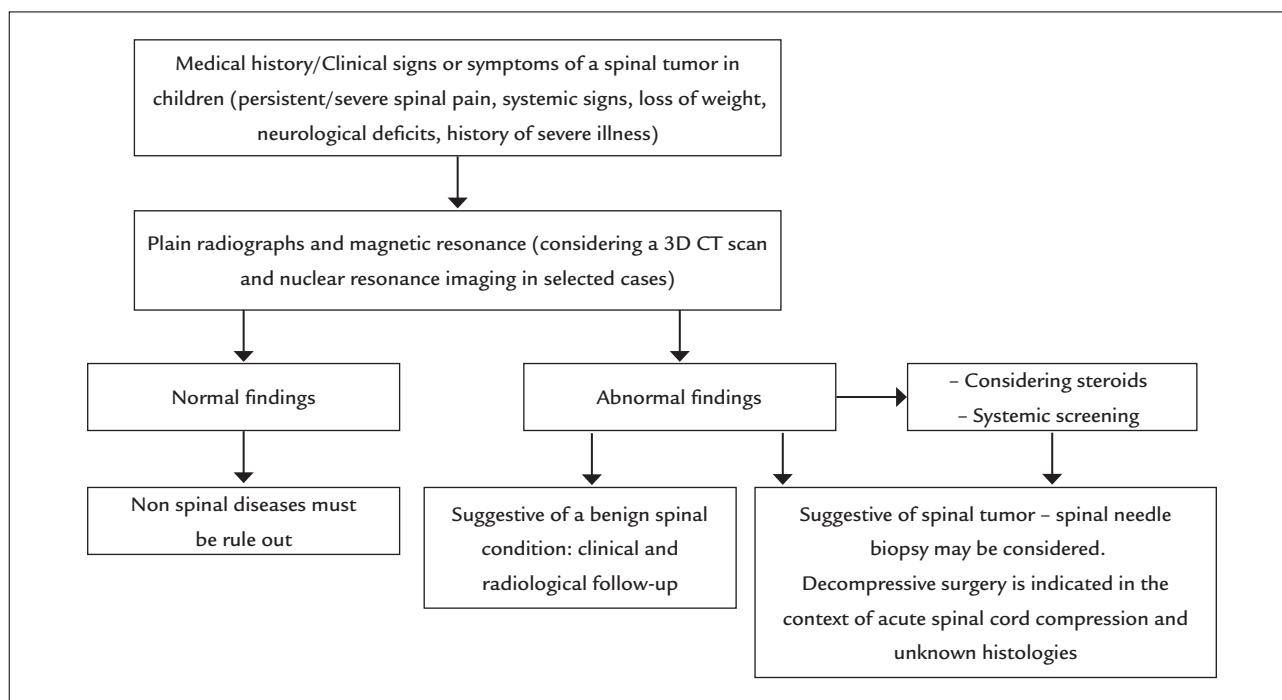 Medical history/Clinical signs or symptoms of a spinal tumor in
children (persistent/severe spinal pain, systemic signs, loss of weight,
neurological deficits, history of severe illness)
Plain radiographs and magnetic resonance (considering a 3D CT scan
and nuclear resonance imaging in selected cases)
Normal findings
Abnormal findings
– Considering steroids
– Systemic screening
Non spinal diseases must
be rule out
Suggestive of a benign spinal
condition: clinical and
radiological follow-up
Suggestive of spinal tumor – spinal needle
biopsy may be considered.
Decompressive surgery is indicated in the
context of acute spinal cord compression and
unknown histologies